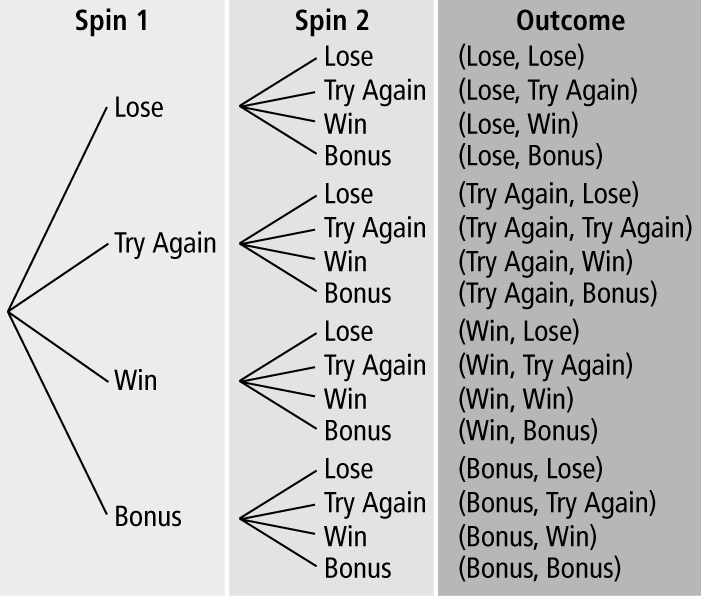 Spin 1 Spin 2 Outcome
Lose (Lose, Lose)
Try Again (Lose, Try Again)
Lose
Win (Lose, Win)
Bonus (Lose, Bonus)
Lose (Try Again, Lose)
Try Again (Try Again, Try Again)
Try Again
Win (Try Again, Win)
Bonus (Try Again, Bonus)
Lose (Win, Lose)
Try Again (Win, Try Again)
Win
Win (Win, Win)
Bonus (Win, Bonus)
Lose (Bonus, Lose)
Try Again (Bonus, Try Again)
Bonus
Win (Bonus, Win)
Bonus (Bonus, Bonus)